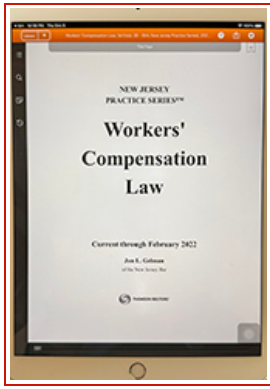 NEW JERSEY
PRACTICE SERIES™
Workers'
Compensation
Law
Current through February 2022
Jon L. Gelman
of the New Jersey Bar
THOMSON REUTERS